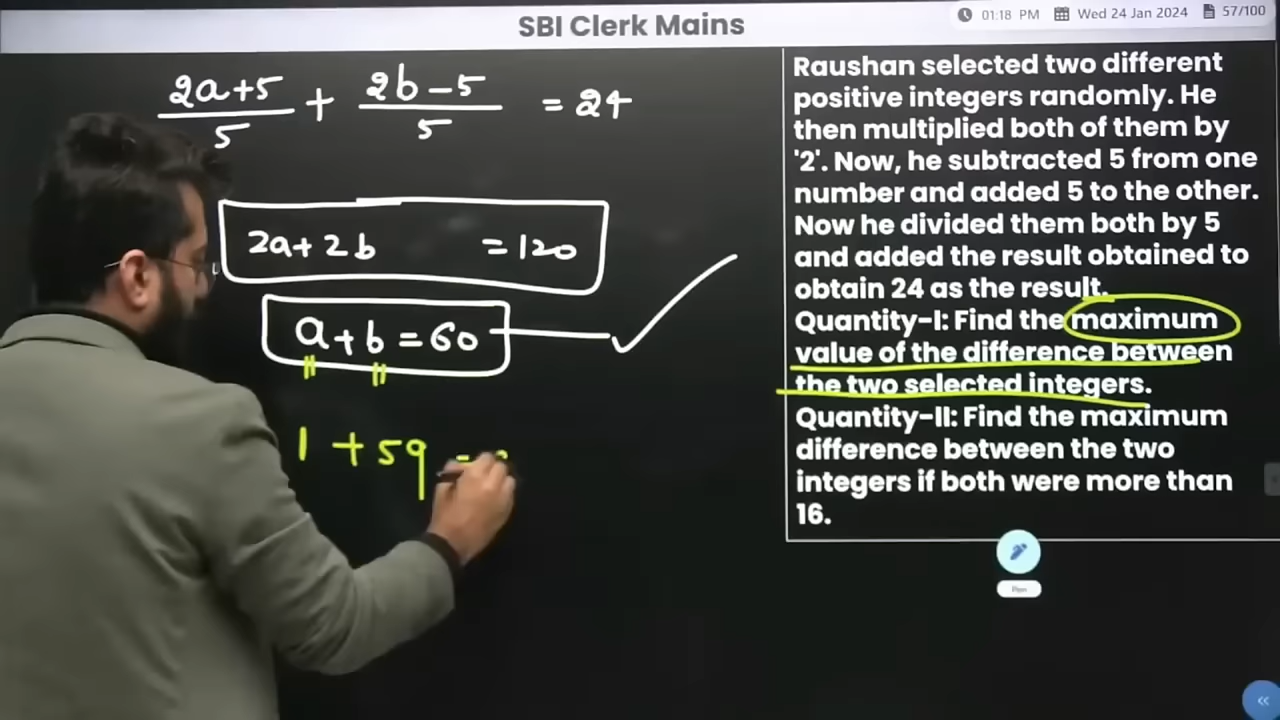 SBI Clerk Mains
01:18 PM Wed 24 Jan 2024 57/100
2a+5/5 + 2b-5/5 = 24
2a+2b =120
a+b=60
1 + 59
Raushan selected two different
positive integers randomly. He
then multiplied both of them by
'2'. Now, he subtracted 5 from one
number and added 5 to the other.
Now he divided them both by 5
and added the result obtained to
obtain 24 as the result.
Quantity-I: Find the maximum
value of the difference between
the two selected integers.
Quantity-II: Find the maximum
difference between the two
integers if both were more than
16.